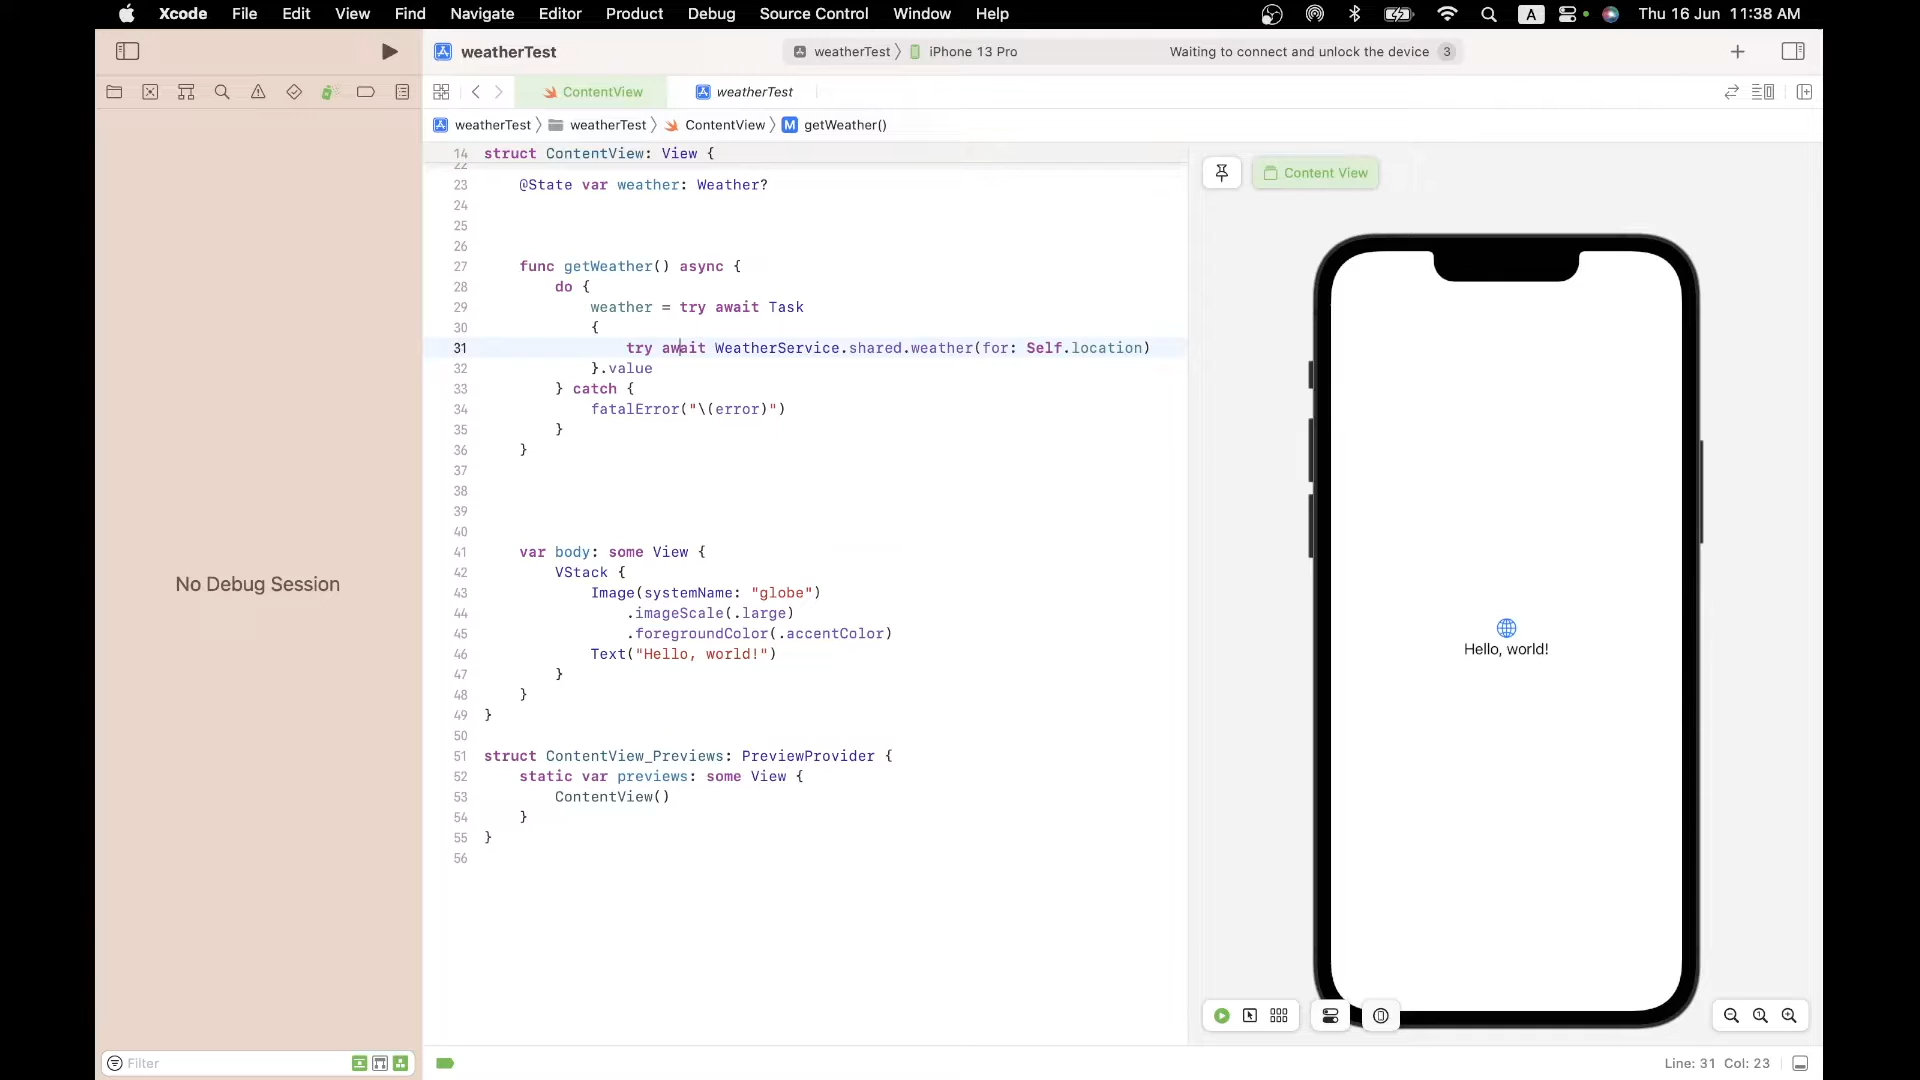 Xcode File Edit View Find Navigate Editor Product Debug Source Control Window Help A Thu 16 Jun 11:38 AM
weatherTest weatherTest iPhone 13 Pro Waiting to connect and unlock the device 3
ContentView weatherTest
weatherTest weatherTest ContentView M getWeather()
14 struct ContentView: View {
22
23 @State var weather: Weather?
24
25
26
27 func getWeather() async {
28 do {
29 weather = try await Task
30 {
31 try await WeatherService.shared.weather(for: Self.location)
32 }.value
33 } catch {
34 fatalError("\(error)")
35 }
36 }
37
38
39
40
41 var body: some View {
42 VStack {
43 Image(systemName: "globe")
44 .imageScale(.large)
45 .foregroundColor(.accentColor)
46 Text("Hello, world!")
47 }
48 }
49 }
50
51 struct ContentView_Previews: PreviewProvider {
52 static var previews: some View {
53 ContentView()
54 }
55 }
56
No Debug Session
Content View
Hello, world!
Filter
Line: 31 Col: 23